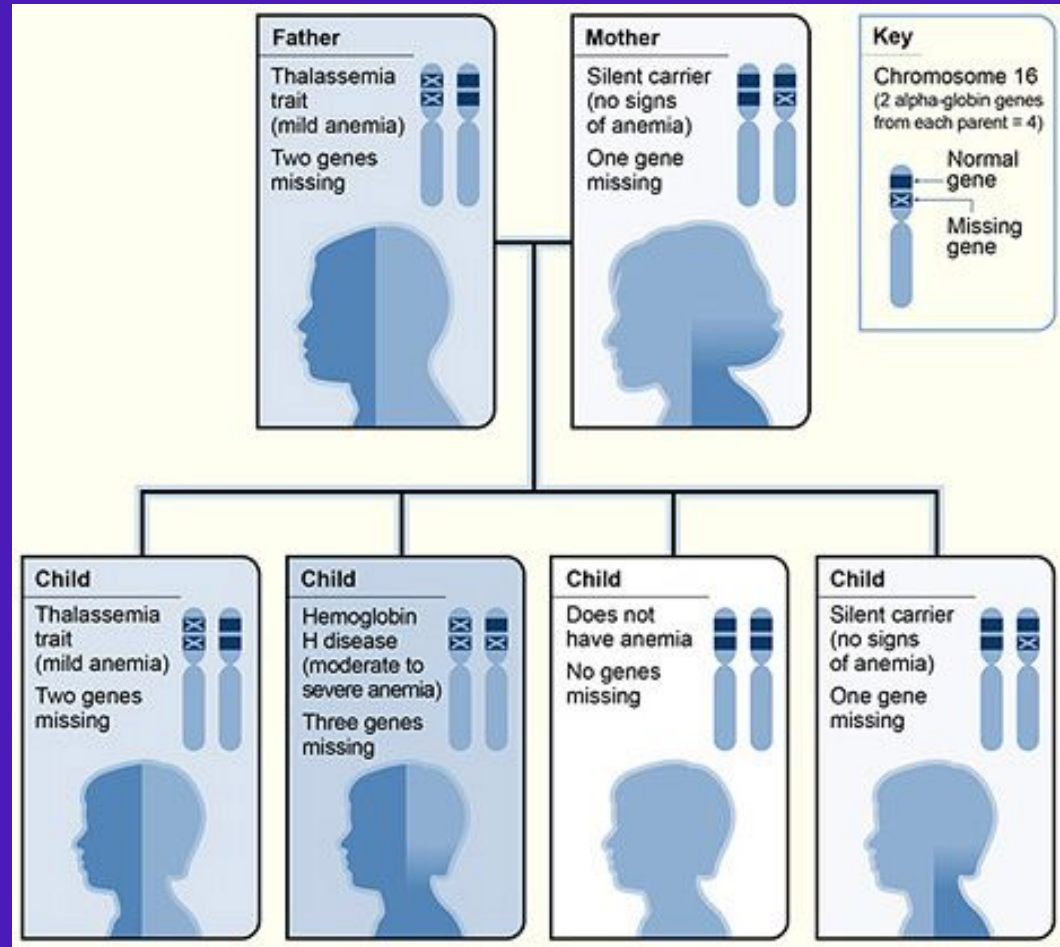 Father
Thalassemia
trait
(mild anemia)
Two genes
missing
Mother
Silent carrier
(no signs
of anemia)
One gene
missing
Key
Chromosome 16
(2 alpha-globin genes
from each parent = 4)
Normal
gene
Missing
gene
Child
Thalassemia
trait
(mild anemia)
Two genes
missing
Child
Hemoglobin
H disease
(moderate to
severe anemia)
Three genes
missing
Child
Does not
have anemia
No genes
missing
Child
Silent carrier
(no signs
of anemia)
One gene
missing